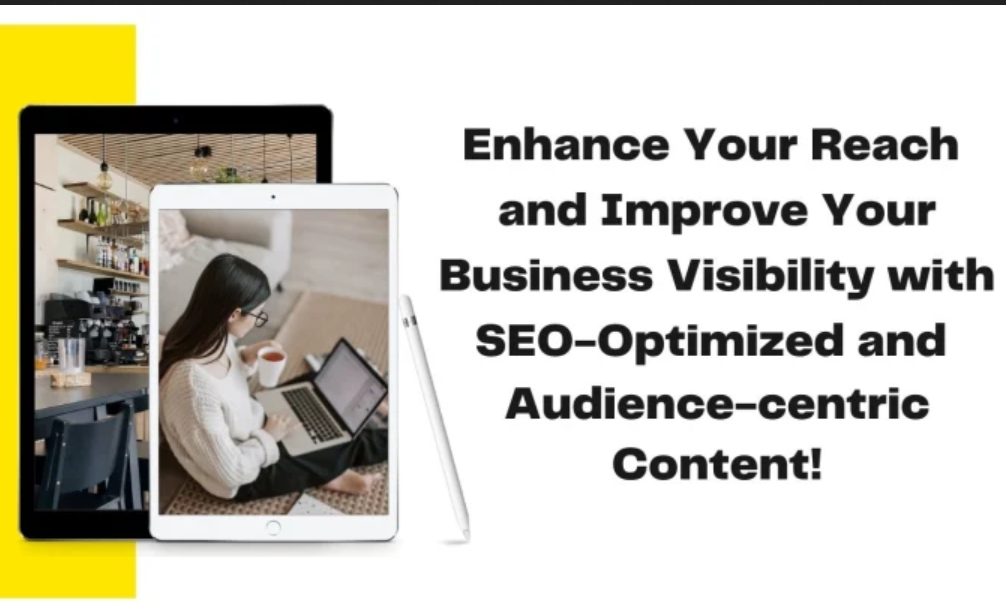 Enhance Your Reach
and Improve Your
Business Visibility with
SEO-Optimized and
Audience-centric
Content!